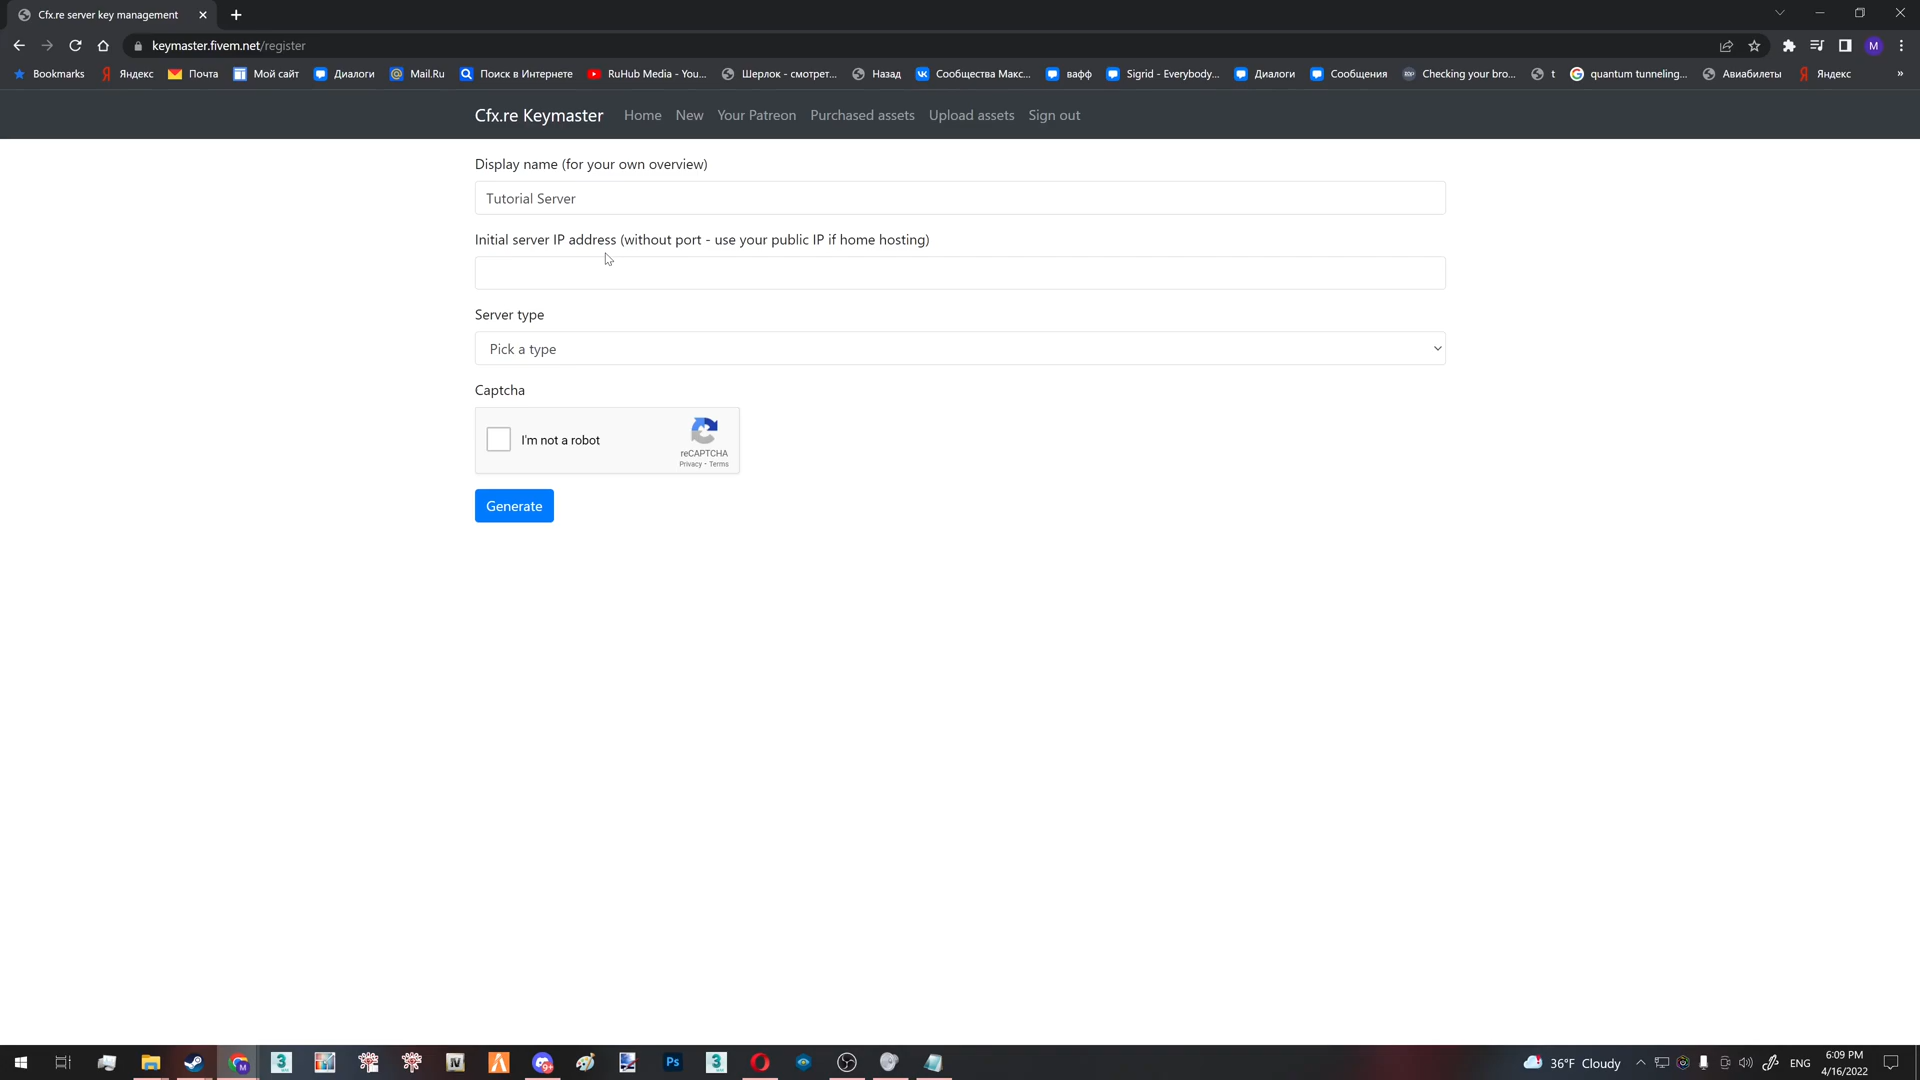 Cfx.re server key management
keymaster.fivem.net/register
M
Bookmarks Яндекс Почта Мой сайт Диалоги Mail.Ru Поиск в Интернете RuHub Media - You... Шерлок - смотрет... Назад Сообщества Макс... вафф Sigrid - Everybody... Диалоги Сообщения Checking your bro... t quantum tunneling... Авиабилеты Яндекс »
Cfx.re Keymaster Home New Your Patreon Purchased assets Upload assets Sign out
Display name (for your own overview)
Tutorial Server
Initial server IP address (without port - use your public IP if home hosting)
Server type
Pick a type
Captcha
I'm not a robot
reCAPTCHA
Privacy - Terms
Generate
36°F Cloudy ENG 6:09 PM
4/16/2022